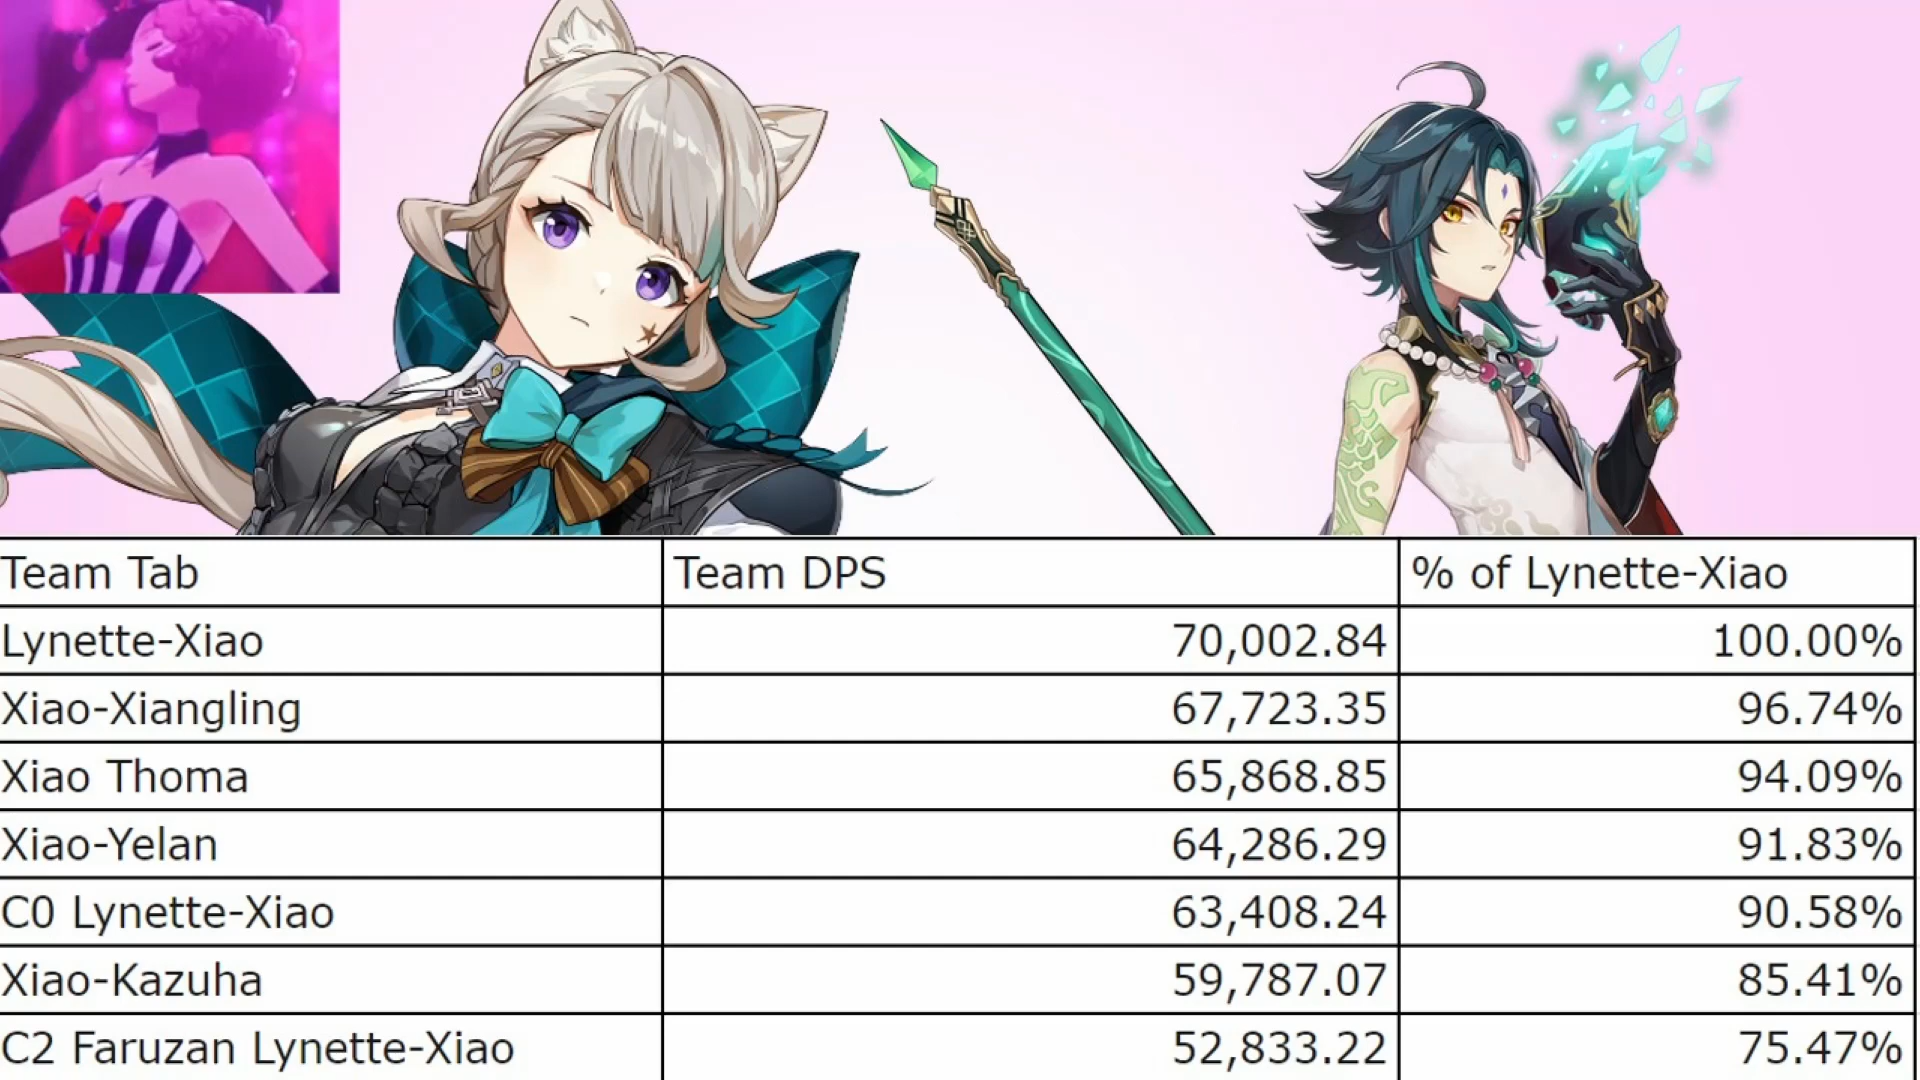 Team Tab Team DPS % of Lynette-Xiao
Lynette-Xiao 70,002.84 100.00%
Xiao-Xiangling 67,723.35 96.74%
Xiao Thoma 65,868.85 94.09%
Xiao-Yelan 64,286.29 91.83%
C0 Lynette-Xiao 63,408.24 90.58%
Xiao-Kazuha 59,787.07 85.41%
C2 Faruzan Lynette-Xiao 52,833.22 75.47%